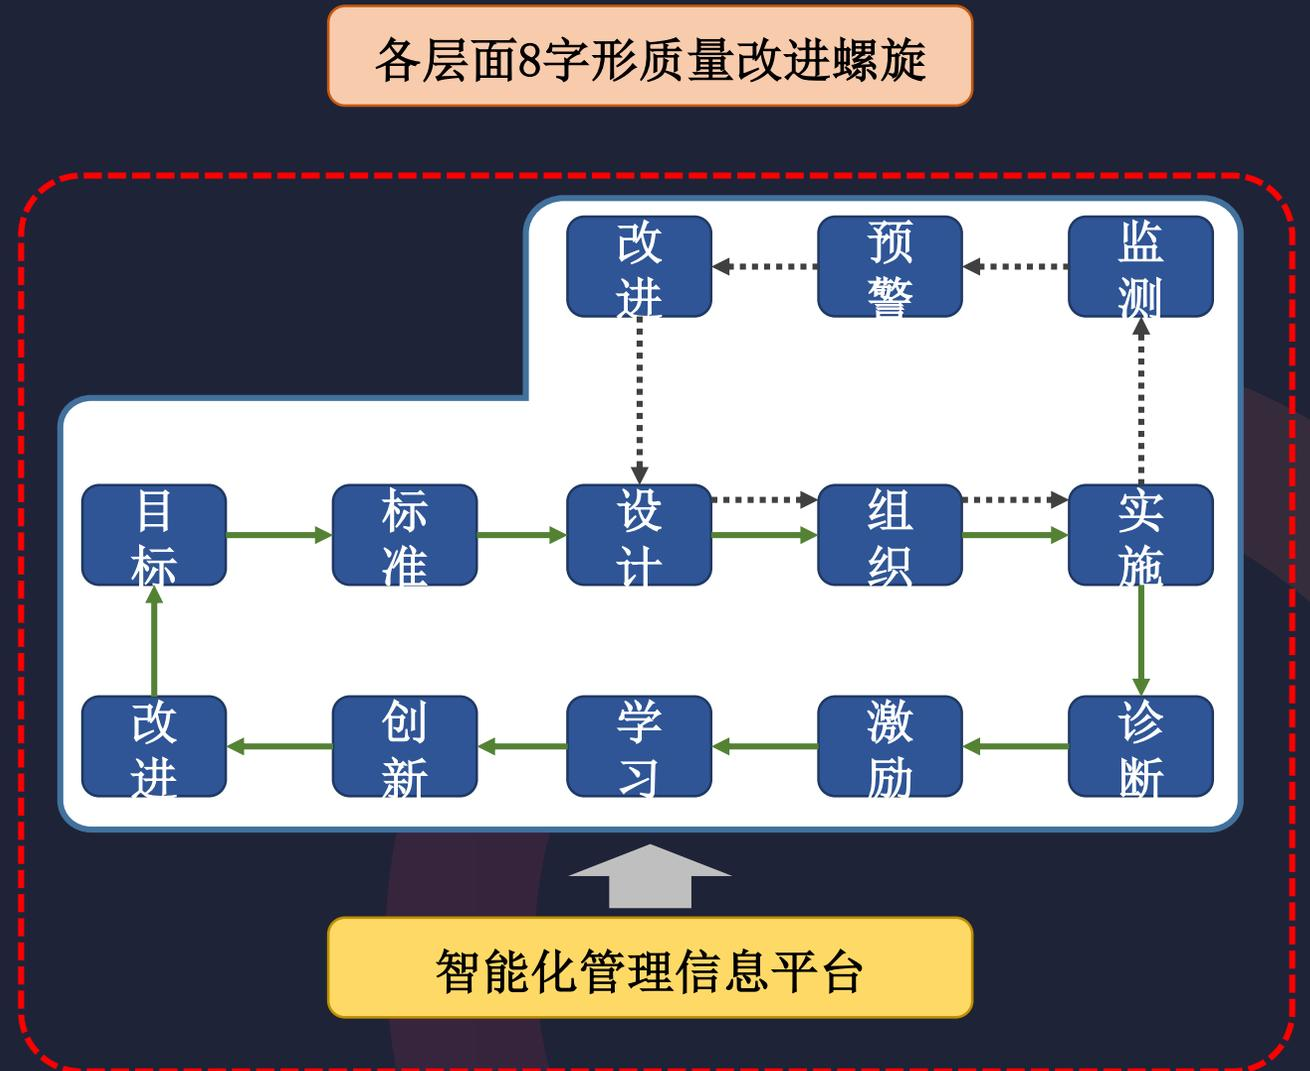 各层面8字形质量改进螺旋
改
进
预
警
监
测
目
标
标
准
设
计
组
织
实
施
改
进
创
新
学
习
激
励
诊
断
智能化管理信息平台